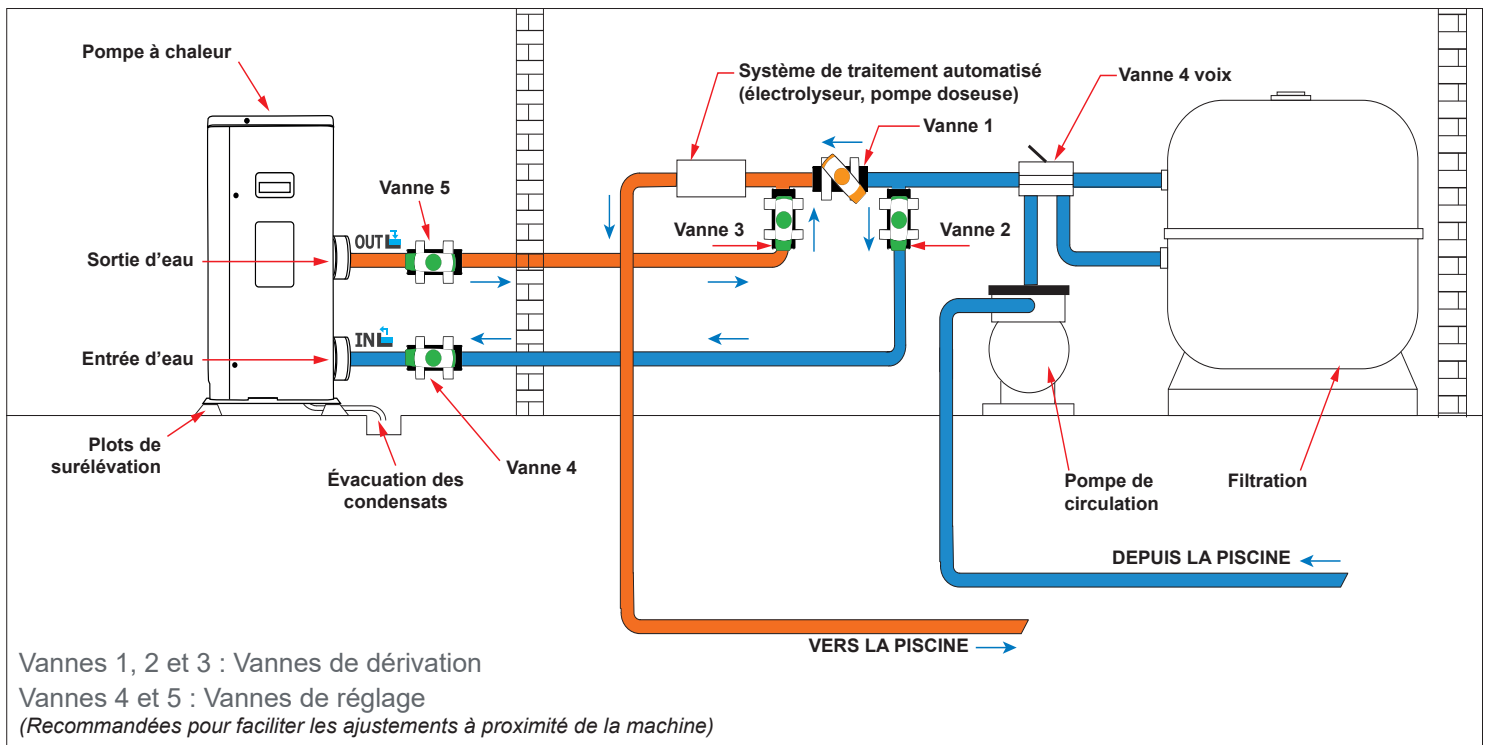 Pompe à chaleur
Système de traitement automatisé
(électrolyseur, pompe doseuse)
Vanne 4 voix
Vanne 1
Vanne 5
Vanne 3
Vanne 2
OUT
Sortie d'eau
IN
Entrée d'eau
Plots de
surélévation
Évacuation des
condensats
Vanne 4
Pompe de
circulation
Filtration
DEPUIS LA PISCINE
VERS LA PISCINE
Vannes 1, 2 et 3 : Vannes de dérivation
Vannes 4 et 5 : Vannes de réglage
(Recommandées pour faciliter les ajustements à proximité de la machine)